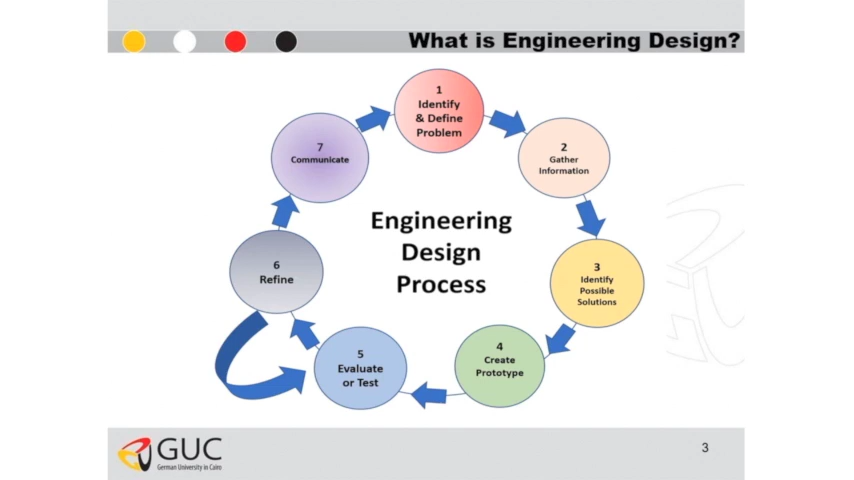 What is Engineering Design?
1
Identify
& Define
Problem
2
Gather
Information
3
Identify
Possible
Solutions
4
Create
Prototype
5
Evaluate
or Test
6
Refine
7
Communicate
Engineering
Design
Process
GUC
German University in Cairo
3